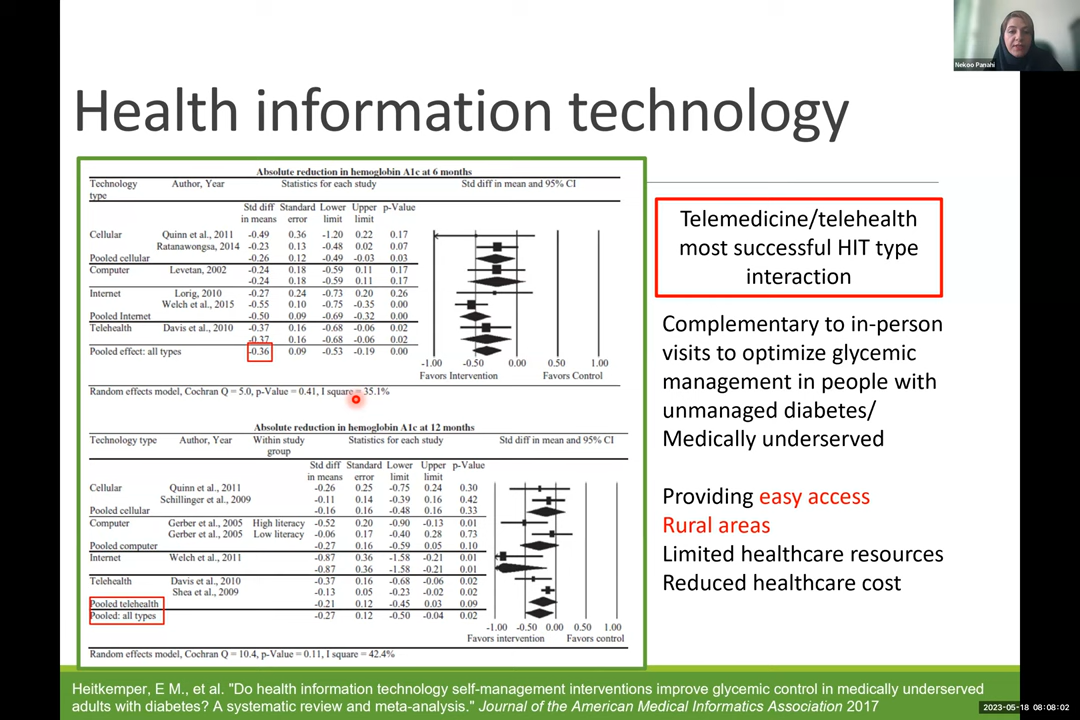 Nekoo Panahi
Health information technology
Absolute reduction in hemoglobin A1c at 6 months
Technology type Author, Year Statistics for each study Std diff in mean and 95% CI
Std diff in means Standard error Lower limit Upper limit p-Value
Cellular Quinn et al., 2011 -0.49 0.36 -1.20 0.22 0.17
Ratanawongsa, 2014 -0.23 0.13 -0.48 0.02 0.07
Pooled cellular -0.26 0.12 -0.49 -0.03 0.03
Computer Levetan, 2002 -0.24 0.18 -0.59 0.11 0.17
-0.24 0.18 -0.59 0.11 0.17
Internet Lorig, 2010 -0.27 0.24 -0.73 0.20 0.26
Welch et al., 2015 -0.55 0.10 -0.75 -0.35 0.00
Pooled Internet -0.50 0.09 -0.69 -0.32 0.00
Telehealth Davis et al., 2010 -0.37 0.16 -0.68 -0.06 0.02
-0.37 0.16 -0.68 -0.06 0.02
Pooled effect: all types -0.36 0.09 -0.53 -0.19 0.00
-1.00 -0.50 0.00 0.50 1.00
Favors Intervention Favors Control
Random effects model, Cochran Q = 5.0, p-Value = 0.41, I square = 35.1%
Absolute reduction in hemoglobin A1c at 12 months
Technology type Author, Year Within study group Statistics for each study Std diff in mean and 95% CI
Std diff in means Standard error Lower limit Upper limit p-Value
Cellular Quinn et al., 2011 -0.26 0.25 -0.75 0.24 0.30
Schillinger et al., 2009 -0.11 0.14 -0.39 0.16 0.42
Pooled cellular -0.16 0.16 -0.48 0.16 0.33
Computer Gerber et al., 2005 High literacy -0.52 0.20 -0.90 -0.13 0.01
Gerber et al., 2005 Low literacy -0.06 0.17 -0.40 0.28 0.73
Pooled computer -0.27 0.16 -0.59 0.05 0.10
Internet Welch et al., 2011 -0.87 0.36 -1.58 -0.21 0.01
-0.87 0.36 -1.58 -0.21 0.01
Telehealth Davis et al., 2010 -0.37 0.16 -0.68 -0.06 0.02
Shea et al., 2009 -0.13 0.05 -0.23 -0.02 0.02
Pooled telehealth -0.21 0.12 -0.45 0.03 0.09
Pooled: all types -0.27 0.12 -0.50 -0.04 0.02
-1.00 -0.50 0.00 0.50 1.00
Favors intervention Favors control
Random effects model, Cochran Q = 10.4, p-Value = 0.11, I square = 42.4%
Telemedicine/telehealth
most successful HIT type
interaction
Complementary to in-person
visits to optimize glycemic
management in people with
unmanaged diabetes/
Medically underserved
Providing easy access
Rural areas
Limited healthcare resources
Reduced healthcare cost
Heitkemper, E M., et al. "Do health information technology self-management interventions improve glycemic control in medically underserved
adults with diabetes? A systematic review and meta-analysis." Journal of the American Medical Informatics Association 2017
2023-05-18 08:08:02